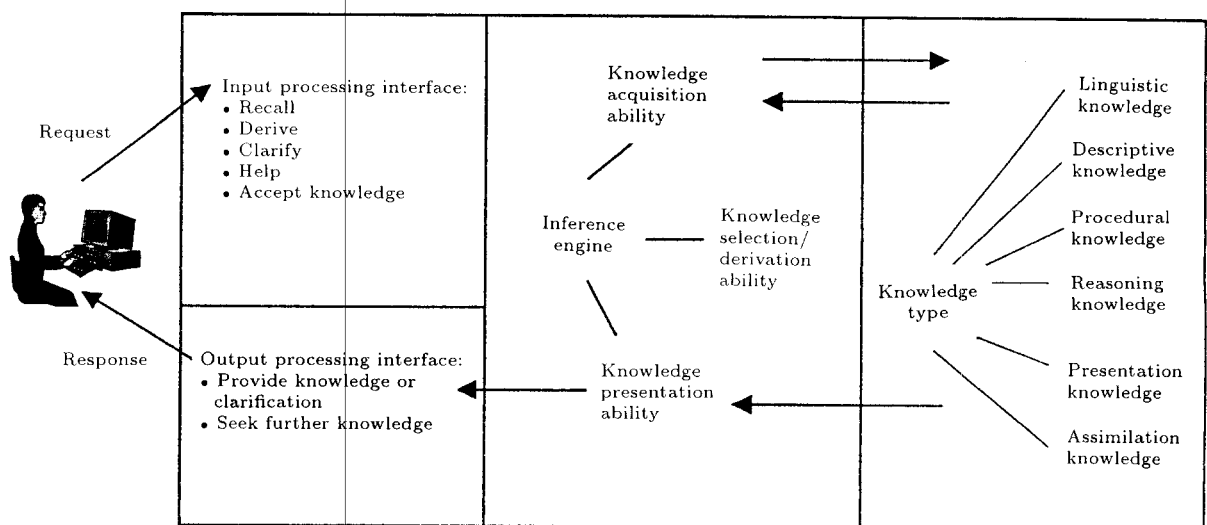 Request
Response
Input processing interface:
• Recall
• Derive
• Clarify
• Help
• Accept knowledge
Output processing interface:
• Provide knowledge or
clarification
• Seek further knowledge
Knowledge
acquisition
ability
Inference
engine
Knowledge
selection/
derivation
ability
Knowledge
presentation
ability
Knowledge
type
Linguistic
knowledge
Descriptive
knowledge
Procedural
knowledge
Reasoning
knowledge
Presentation
knowledge
Assimilation
knowledge